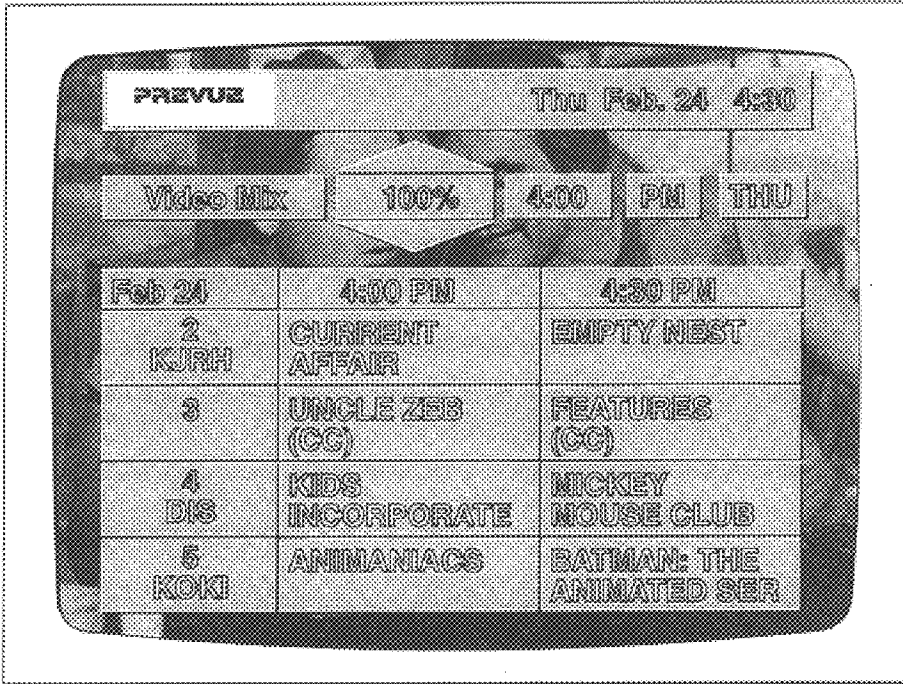 PREVUE Thu Feb. 24 4:30
Video Mix 100% 4:00 PM THU
Feb 24 4:00 PM 4:30 PM
2 KJRH CURRENT AFFAIR EMPTY NEST
3 UNCLE ZEB (CC) FEATURES (CC)
4 DIS KIDS INCORPORATE MICKEY MOUSE CLUB
5 KOKI ANIMANIACS BATMAN: THE ANIMATED SER